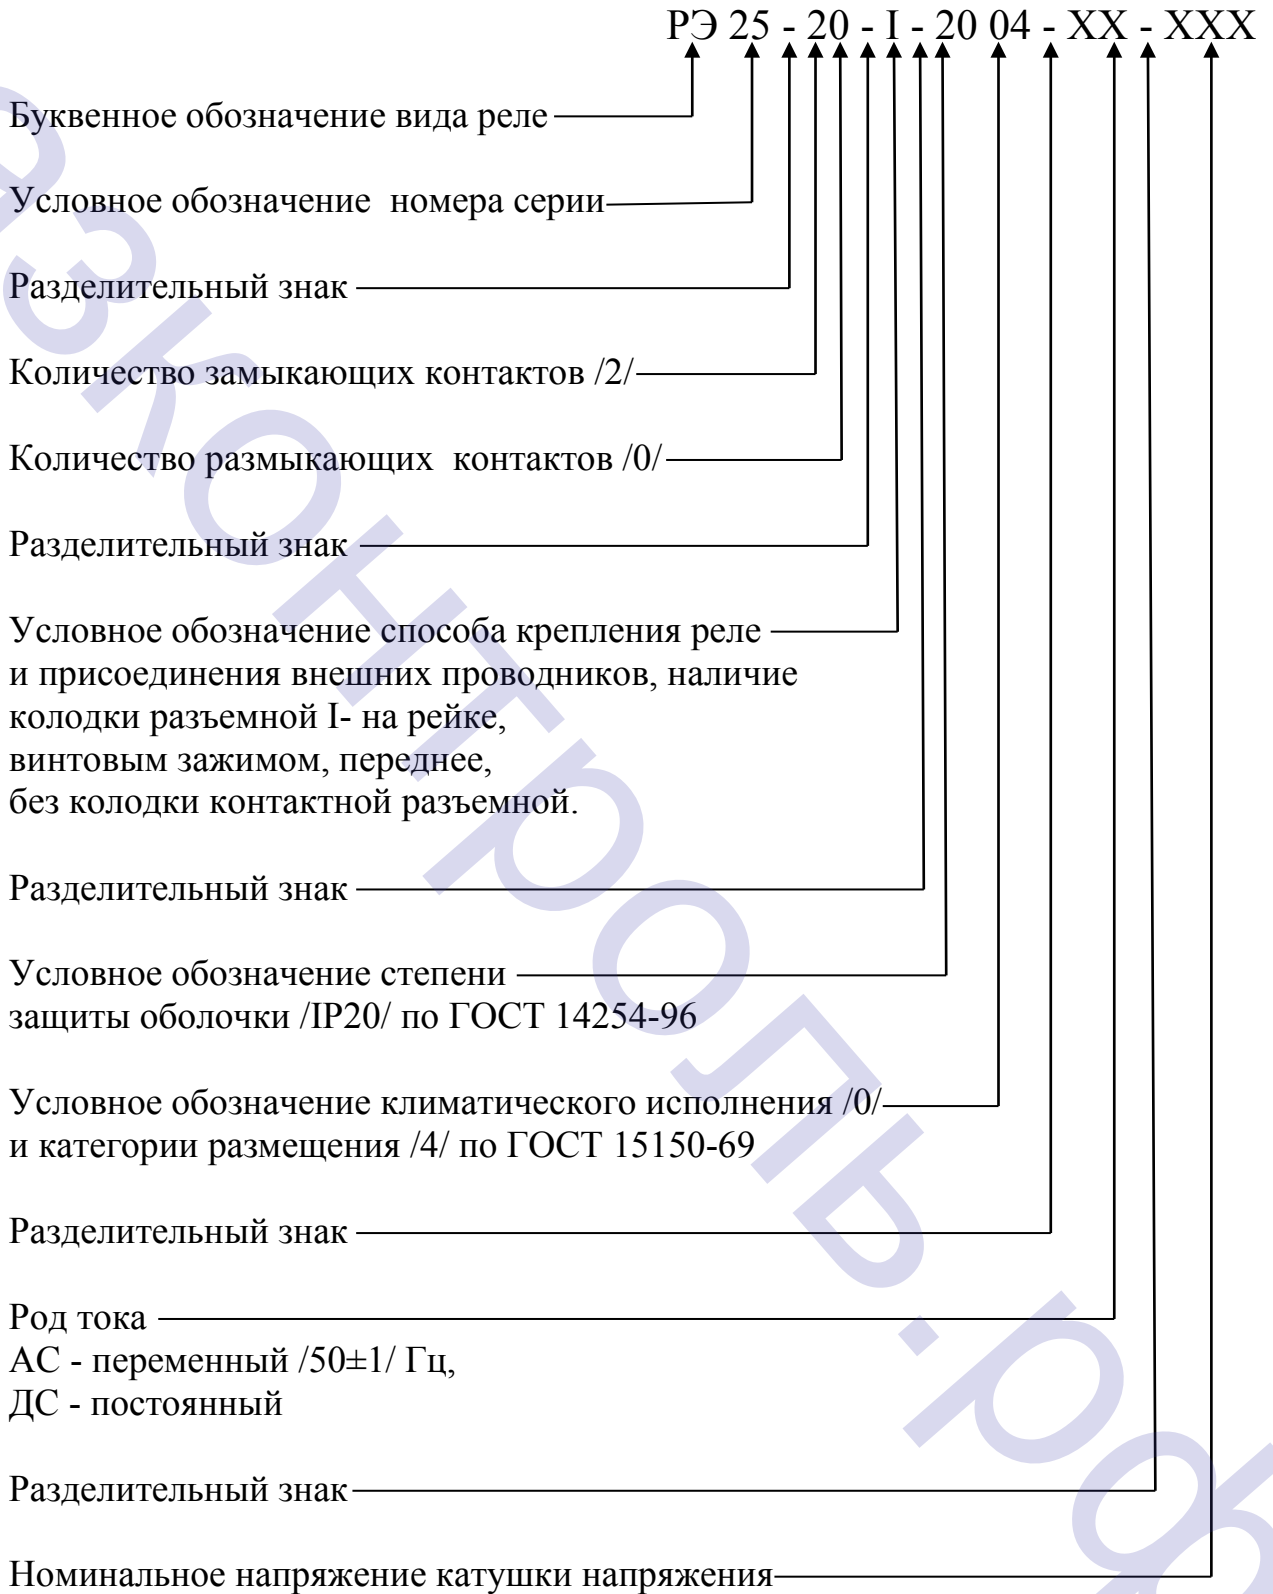 РЭ 25 - 20 - I - 20 04 - ХХ - ХХХ
Буквенное обозначение вида реле
Условное обозначение номера серии
Разделительный знак
Количество замыкающих контактов /2/
Количество размыкающих контактов /0/
Разделительный знак
Условное обозначение способа крепления реле
и присоединения внешних проводников, наличие
колодки разъемной I- на рейке,
винтовым зажимом, переднее,
без колодки контактной разъемной.
Разделительный знак
Условное обозначение степени
защиты оболочки /IP20/ по ГОСТ 14254-96
Условное обозначение климатического исполнения /0/
и категории размещения /4/ по ГОСТ 15150-69
Разделительный знак
Род тока
АС - переменный /50±1/ Гц,
ДС - постоянный
Разделительный знак
Номинальное напряжение катушки напряжения
азконтроль.рф